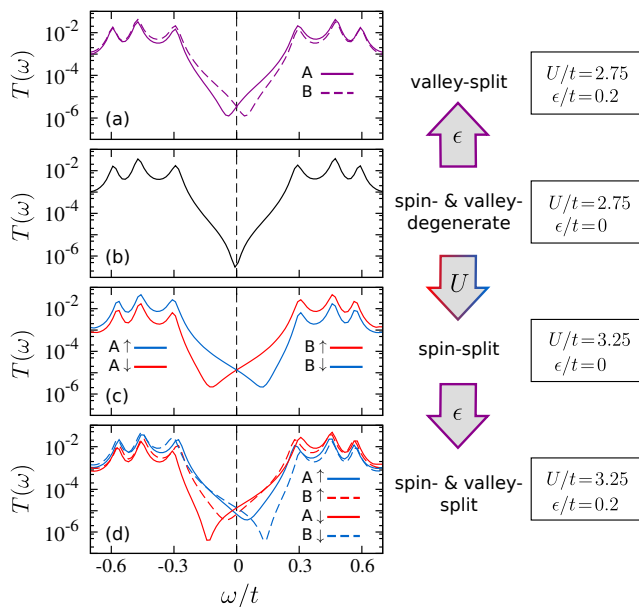 T(ω)
10⁻²
10⁻⁴
10⁻⁶
A
B
(a)
valley-split
U/t=2.75
ϵ/t=0.2
ϵ
T(ω)
10⁻²
10⁻⁴
10⁻⁶
(b)
spin- & valley-
degenerate
U/t=2.75
ϵ/t=0
U
T(ω)
10⁻²
10⁻⁴
10⁻⁶
A↑
A↓
B↑
B↓
(c)
spin-split
U/t=3.25
ϵ/t=0
ϵ
T(ω)
10⁻²
10⁻⁴
10⁻⁶
A↑
B↑
A↓
B↓
(d)
spin- & valley-
split
U/t=3.25
ϵ/t=0.2
-0.6 -0.3 0 0.3 0.6
ω/t